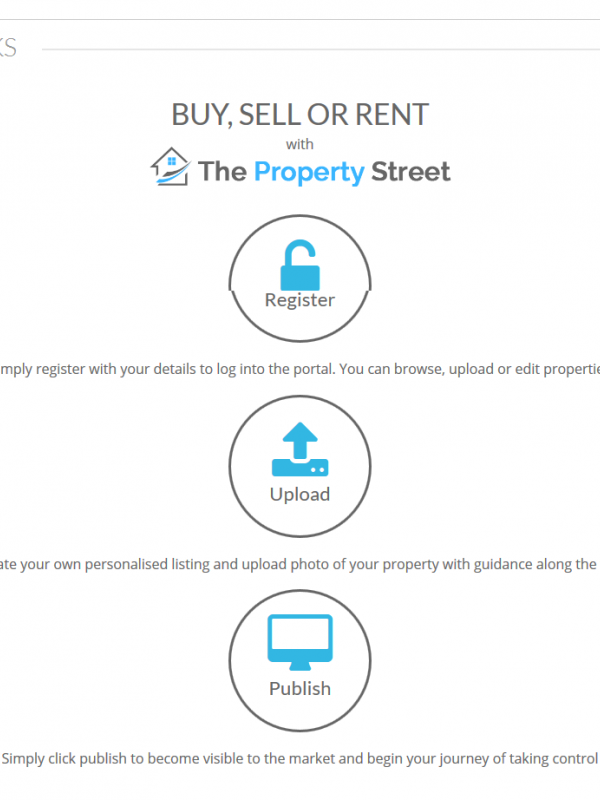 KS
BUY, SELL OR RENT
with
The Property Street
Register
mply register with your details to log into the portal. You can browse, upload or edit propertie
Upload
ate your own personalised listing and upload photo of your property with guidance along the
Publish
Simply click publish to become visible to the market and begin your journey of taking control